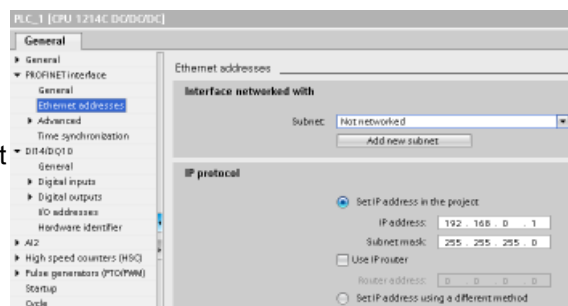 PLC_1 [CPU 1214C DC/DC/DC]
General
General
PROFINET interface
General
Ethernet addresses
Advanced
Time synchronization
DI14/DQ10
General
Digital inputs
Digital outputs
I/O addresses
Hardware identifier
AI2
High speed counters (HSC)
Pulse generators (PTO/PWM)
Startup
Cycle
t
Ethernet addresses
Interface networked with
Subnet: Not networked
Add new subnet
IP protocol
Set IP address in the project
IP address: 192 . 168 . 0 . 1
Subnet mask: 255 . 255 . 255 . 0
Use IP router
Router address: 0 . 0 . 0 . 0
Set IP address using a different method